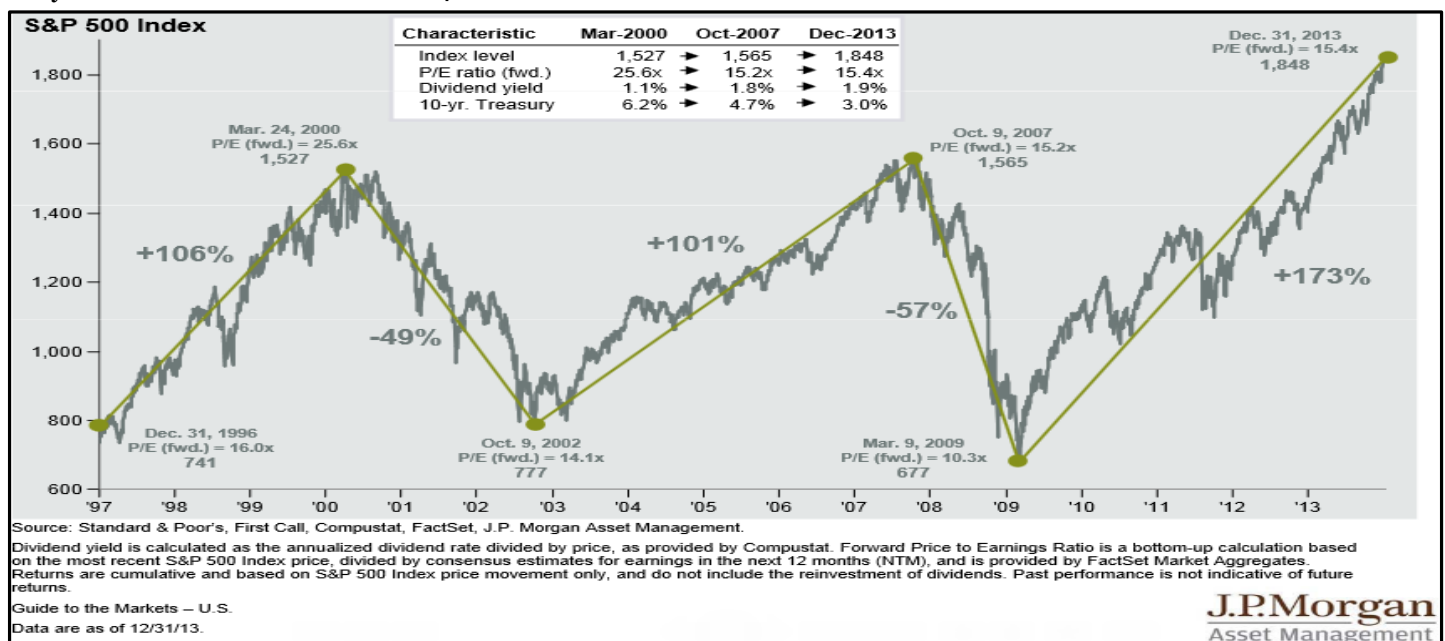 S&P 500 Index
Characteristic Mar-2000 Oct-2007 Dec-2013
Index level 1,527 → 1,565 → 1,848
P/E ratio (fwd.) 25.6x → 15.2x → 15.4x
Dividend yield 1.1% → 1.8% → 1.9%
10-yr. Treasury 6.2% → 4.7% → 3.0%
Dec. 31, 2013
P/E (fwd.) = 15.4x
1,848
Mar. 24, 2000
P/E (fwd.) = 25.6x
1,527
Oct. 9, 2007
P/E (fwd.) = 15.2x
1,565
+106%
-49%
+101%
-57%
+173%
Dec. 31, 1996
P/E (fwd.) = 16.0x
741
Oct. 9, 2002
P/E (fwd.) = 14.1x
777
Mar. 9, 2009
P/E (fwd.) = 10.3x
677
1,800
1,600
1,400
1,200
1,000
800
600
'97 '98 '99 '00 '01 '02 '03 '04 '05 '06 '07 '08 '09 '10 '11 '12 '13
Source: Standard & Poor's, First Call, Compustat, FactSet, J.P. Morgan Asset Management.
Dividend yield is calculated as the annualized dividend rate divided by price, as provided by Compustat. Forward Price to Earnings Ratio is a bottom-up calculation based
on the most recent S&P 500 Index price, divided by consensus estimates for earnings in the next 12 months (NTM), and is provided by FactSet Market Aggregates.
Returns are cumulative and based on S&P 500 Index price movement only, and do not include the reinvestment of dividends. Past performance is not indicative of future
returns.
Guide to the Markets – U.S.
Data are as of 12/31/13.
J.P.Morgan
Asset Management